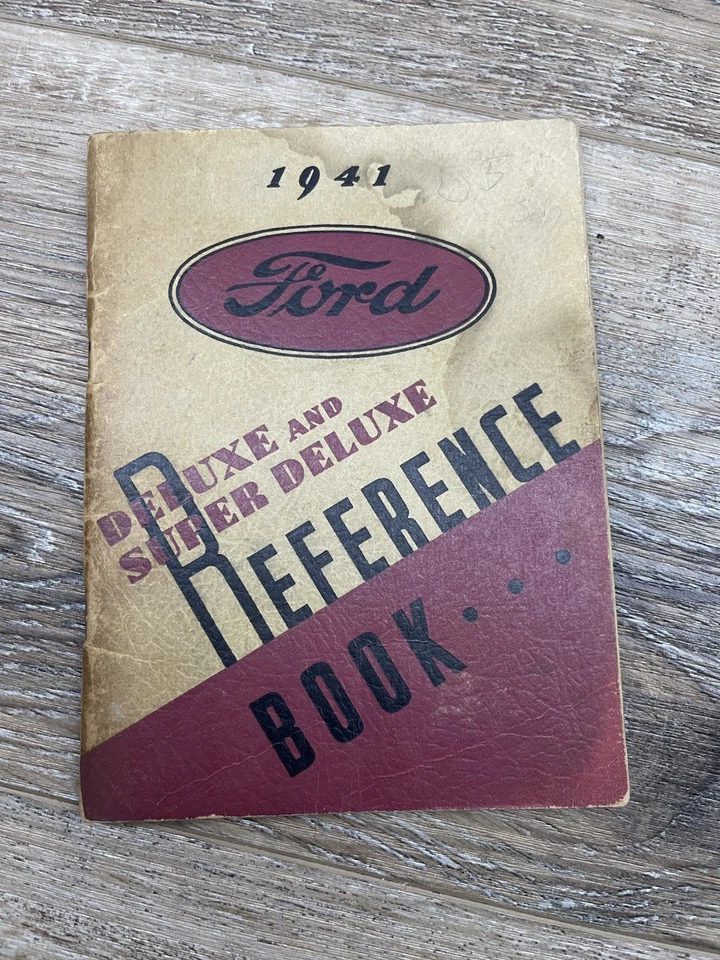 1941
Ford
DELUXE AND
SUPER DELUXE
REFERENCE
BOOK...